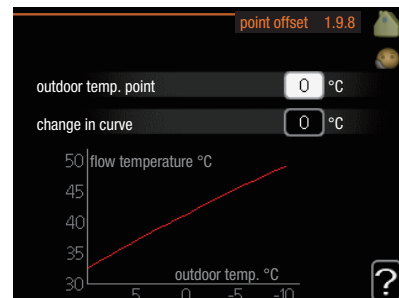 point offset 1.9.8
outdoor temp. point 0 °C
change in curve 0 °C
50 flow temperature °C
45
40
35
30
outdoor temp. °C
5 0 -5 -10
?